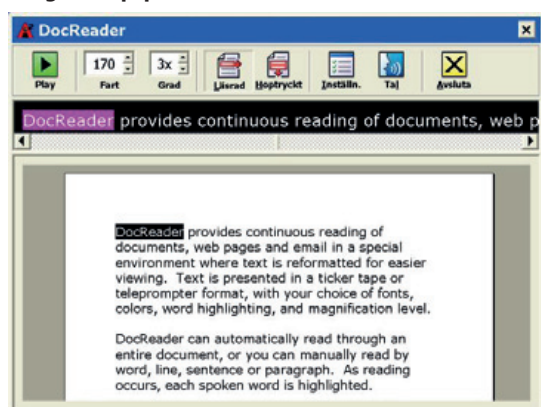 DocReader
170
3x
Play
Fart
Grad
Läsrad
Hoptryckt
Inställn.
Tal
Avsluta
DocReader provides continuous reading of documents, web p
DocReader provides continuous reading of
documents, web pages and email in a special
environment where text is reformatted for easier
viewing. Text is presented in a ticker tape or
teleprompter format, with your choice of fonts,
colors, word highlighting, and magnification level.
DocReader can automatically read through an
entire document, or you can manually read by
word, line, sentence or paragraph. As reading
occurs, each spoken word is highlighted.